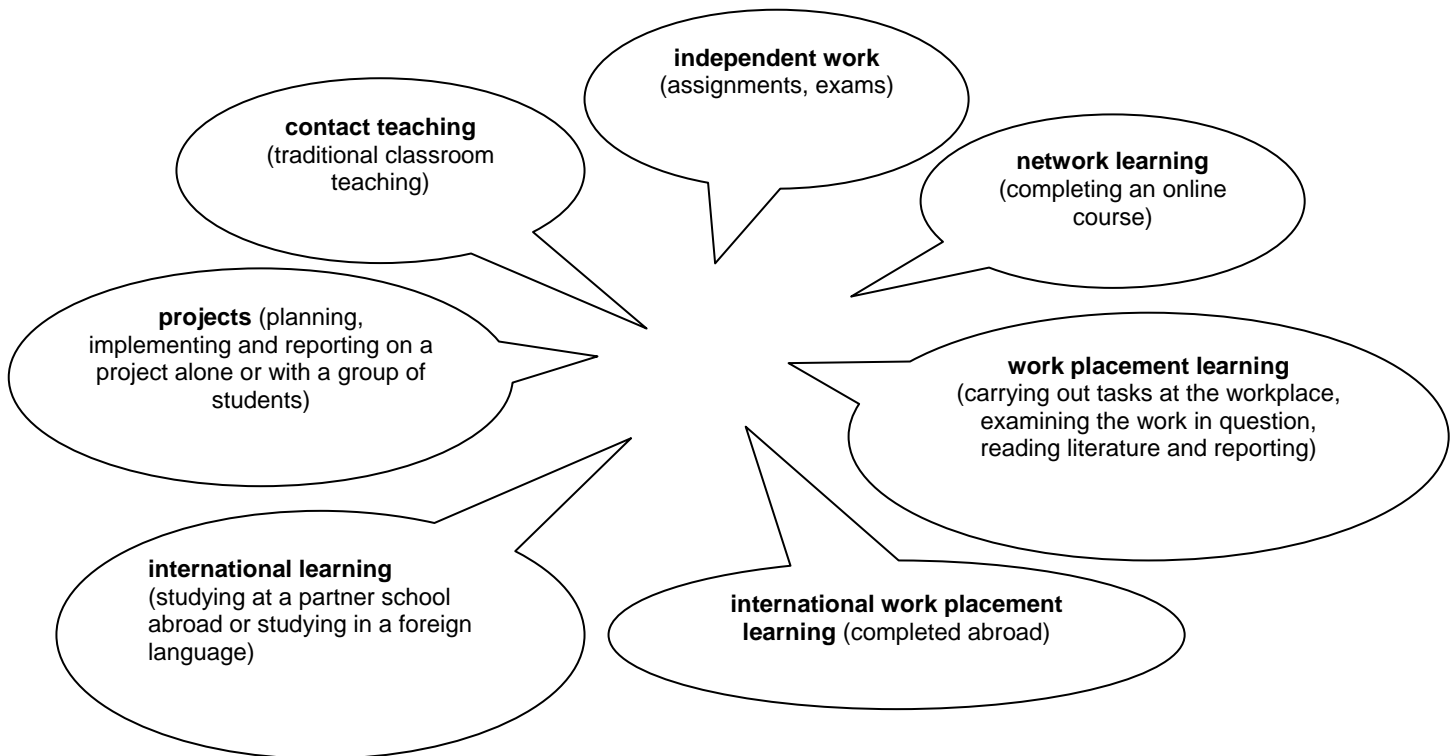 independent work
(assignments, exams)
contact teaching
(traditional classroom
teaching)
network learning
(completing an online
course)
projects (planning,
implementing and reporting on a
project alone or with a group of
students)
work placement learning
(carrying out tasks at the workplace,
examining the work in question,
reading literature and reporting)
international learning
(studying at a partner school
abroad or studying in a foreign
language)
international work placement
learning (completed abroad)